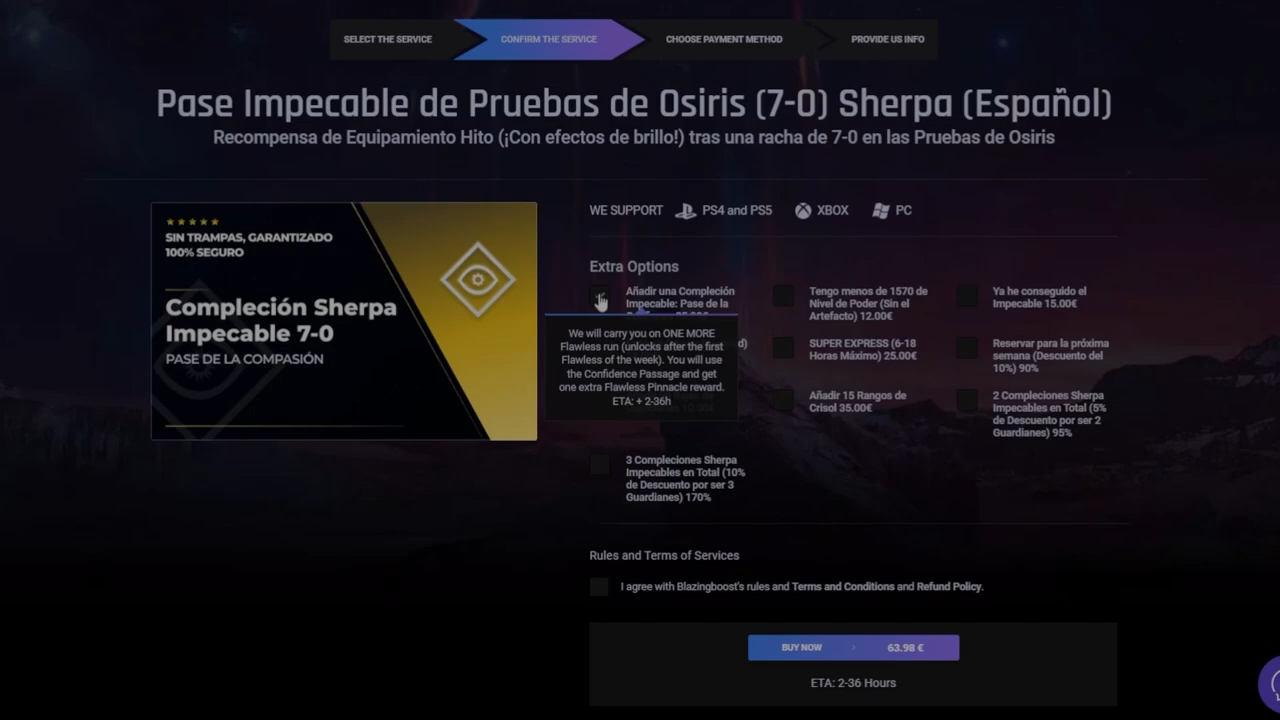 SELECT THE SERVICE
CONFIRM THE SERVICE
CHOOSE PAYMENT METHOD
PROVIDE US INFO
Pase Impecable de Pruebas de Osiris (7-0) Sherpa (Español)
Recompensa de Equipamiento Hito (¡Con efectos de brillo!) tras una racha de 7-0 en las Pruebas de Osiris
SIN TRAMPAS, GARANTIZADO
100% SEGURO
Compleción Sherpa
Impecable 7-0
PASE DE LA COMPASIÓN
WE SUPPORT
PS4 and PS5
XBOX
PC
Extra Options
Añadir una Compleción
Impecable: Pase de la
We will carry you on ONE MORE
Flawless run (unlocks after the first
Flawless of the week). You will use
the Confidence Passage and get
one extra Flawless Pinnacle reward.
ETA: + 2-36h
Tengo menos de 1570 de
Nivel de Poder (Sin el
Artefacto) 12.00€
Ya he conseguido el
Impecable 15.00€
SUPER EXPRESS (6-18
Horas Máximo) 25.00€
Reservar para la próxima
semana (Descuento del
10%) 90%
Añadir 15 Rangos de
Crisol 35.00€
2 Compleciones Sherpa
Impecables en Total (5%
de Descuento por ser 2
Guardianes) 95%
3 Compleciones Sherpa
Impecables en Total (10%
de Descuento por ser 3
Guardianes) 170%
Rules and Terms of Services
I agree with Blazingboost's rules and Terms and Conditions and Refund Policy.
BUY NOW
63.98 €
ETA: 2-36 Hours